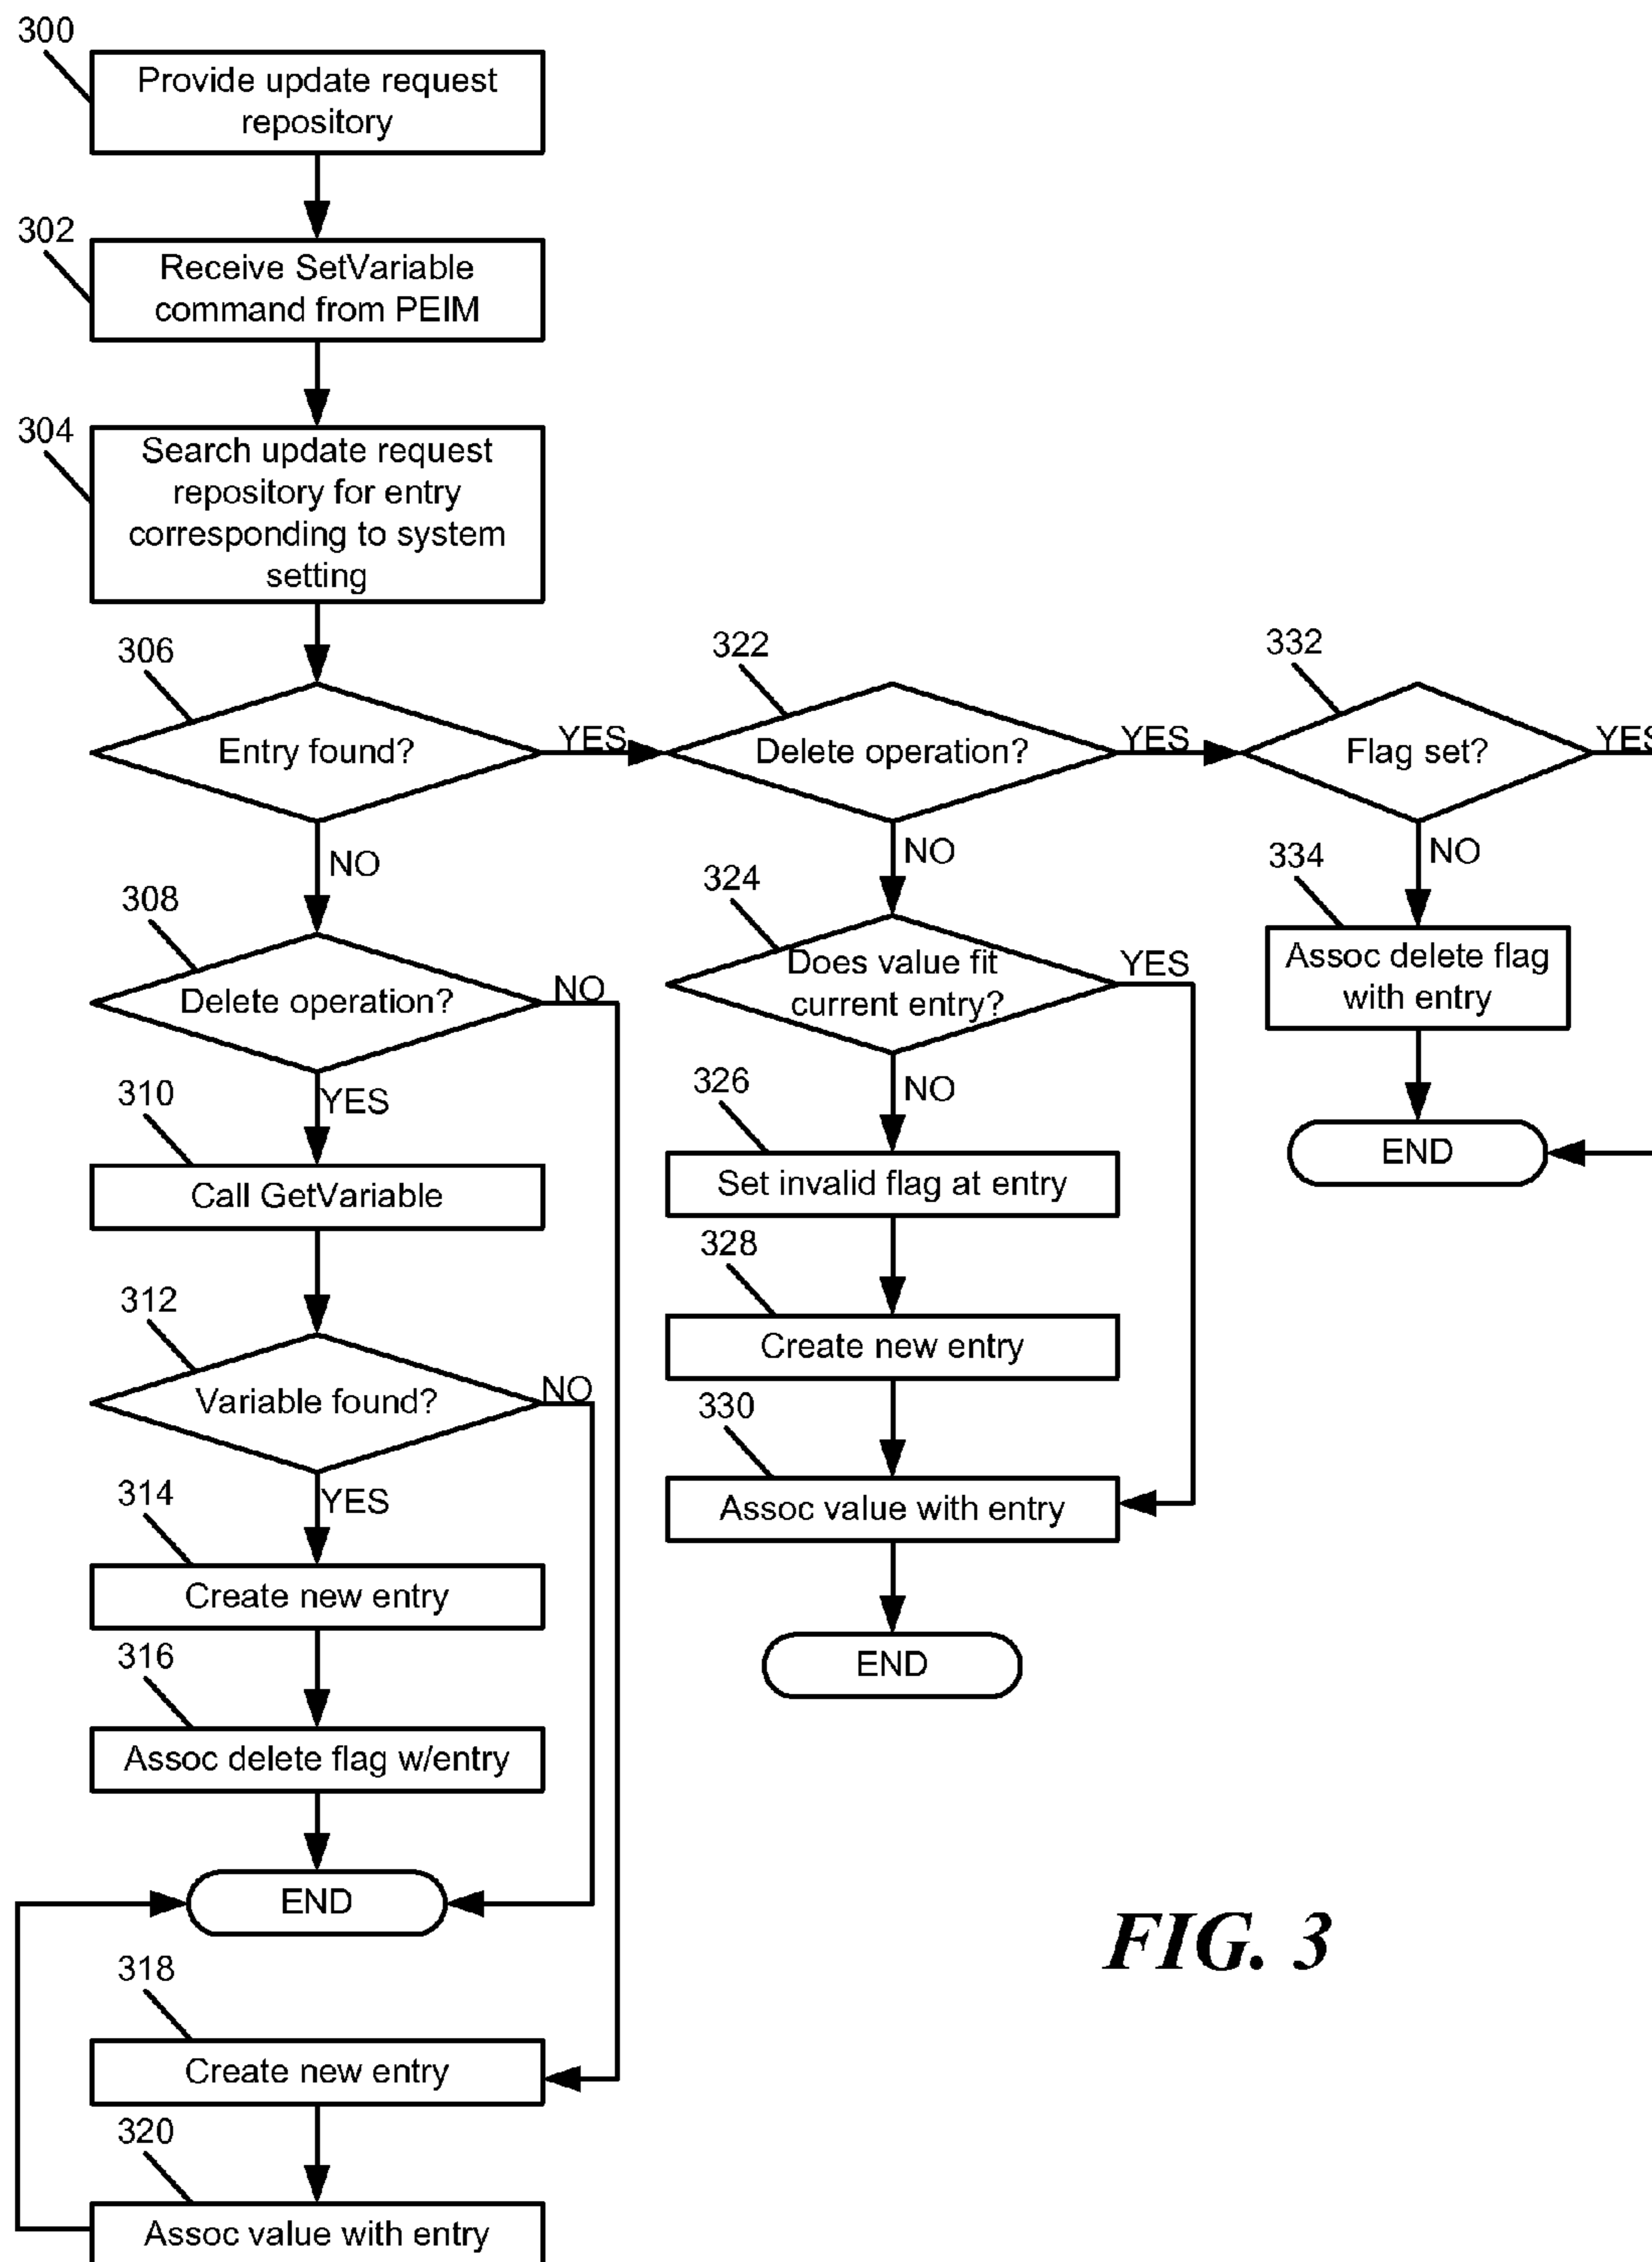 300
Provide update request
repository
302
Receive SetVariable
command from PEIM
304
Search update request
repository for entry
corresponding to system
setting
306
Entry found?
YES
NO
322
Delete operation?
YES
NO
332
Flag set?
YES
NO
334
Assoc delete flag
with entry
END
308
Delete operation?
NO
YES
324
Does value fit
current entry?
YES
NO
310
Call GetVariable
326
Set invalid flag at entry
328
Create new entry
312
Variable found?
NO
YES
330
Assoc value with entry
END
314
Create new entry
316
Assoc delete flag w/entry
END
318
Create new entry
320
Assoc value with entry
FIG. 3